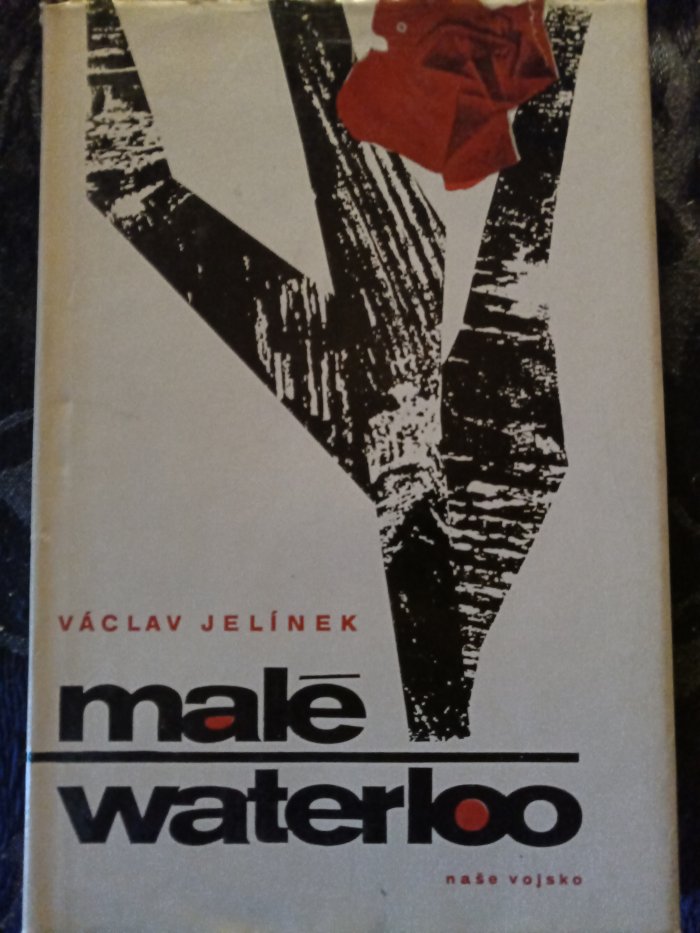 VÁCLAV JELÍNEK
malé
waterloo
naše vojsko